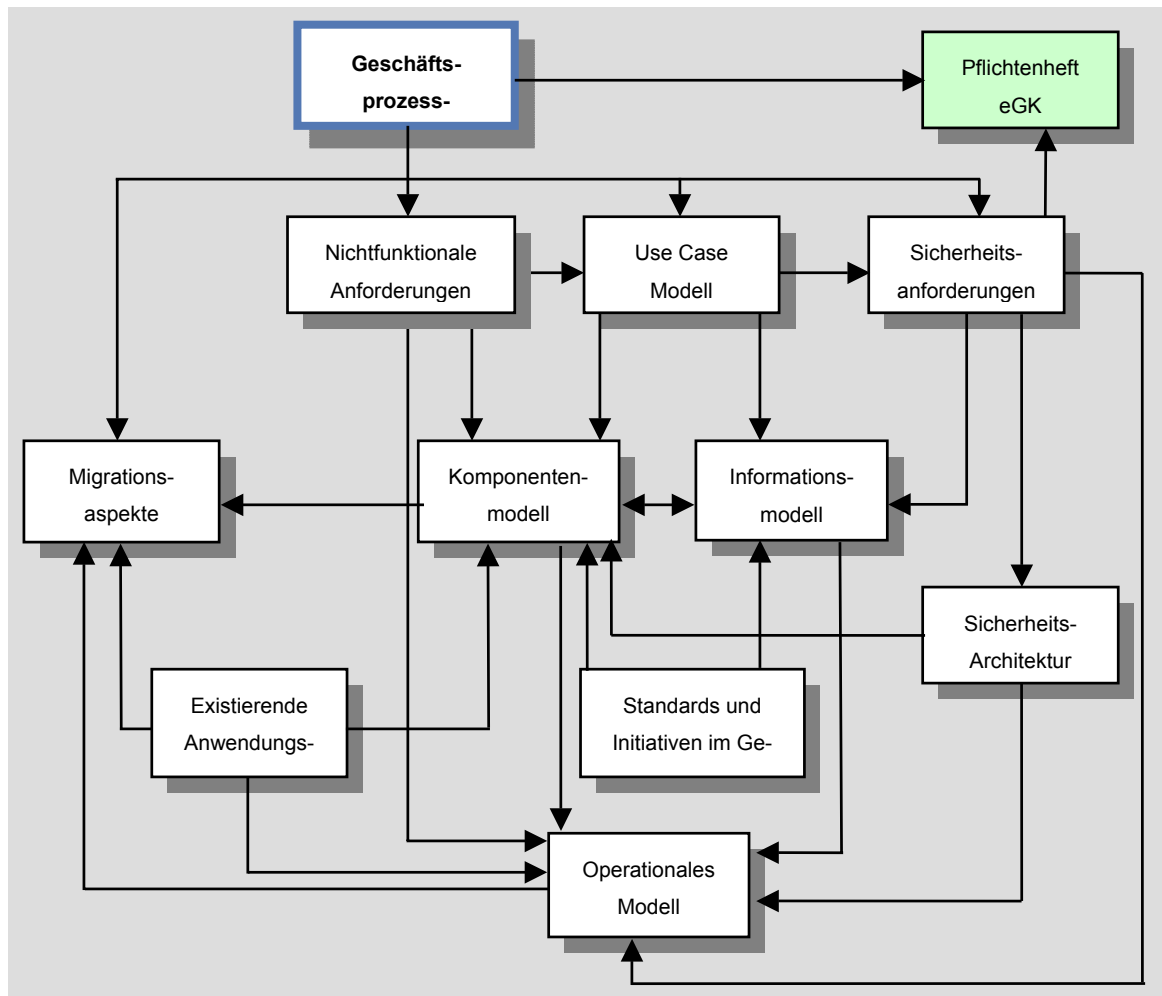 Geschäfts-
prozess-
Pflichtenheft
eGK
Nichtfunktionale
Anforderungen
Use Case
Modell
Sicherheits-
anforderungen
Migrations-
aspekte
Komponenten-
modell
Informations-
modell
Sicherheits-
Architektur
Existierende
Anwendungs-
Standards und
Initiativen im Ge-
Operationales
Modell